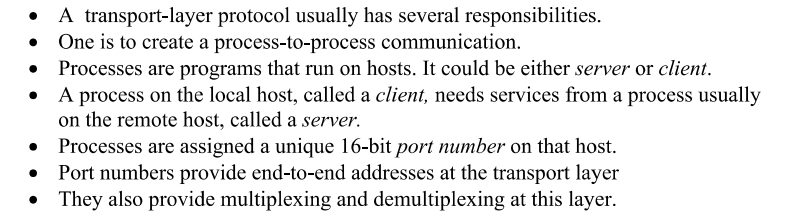 • A transport-layer protocol usually has several responsibilities.
• One is to create a process-to-process communication.
• Processes are programs that run on hosts. It could be either server or client.
• A process on the local host, called a client, needs services from a process usually
on the remote host, called a server.
• Processes are assigned a unique 16-bit port number on that host.
• Port numbers provide end-to-end addresses at the transport layer
• They also provide multiplexing and demultiplexing at this layer.